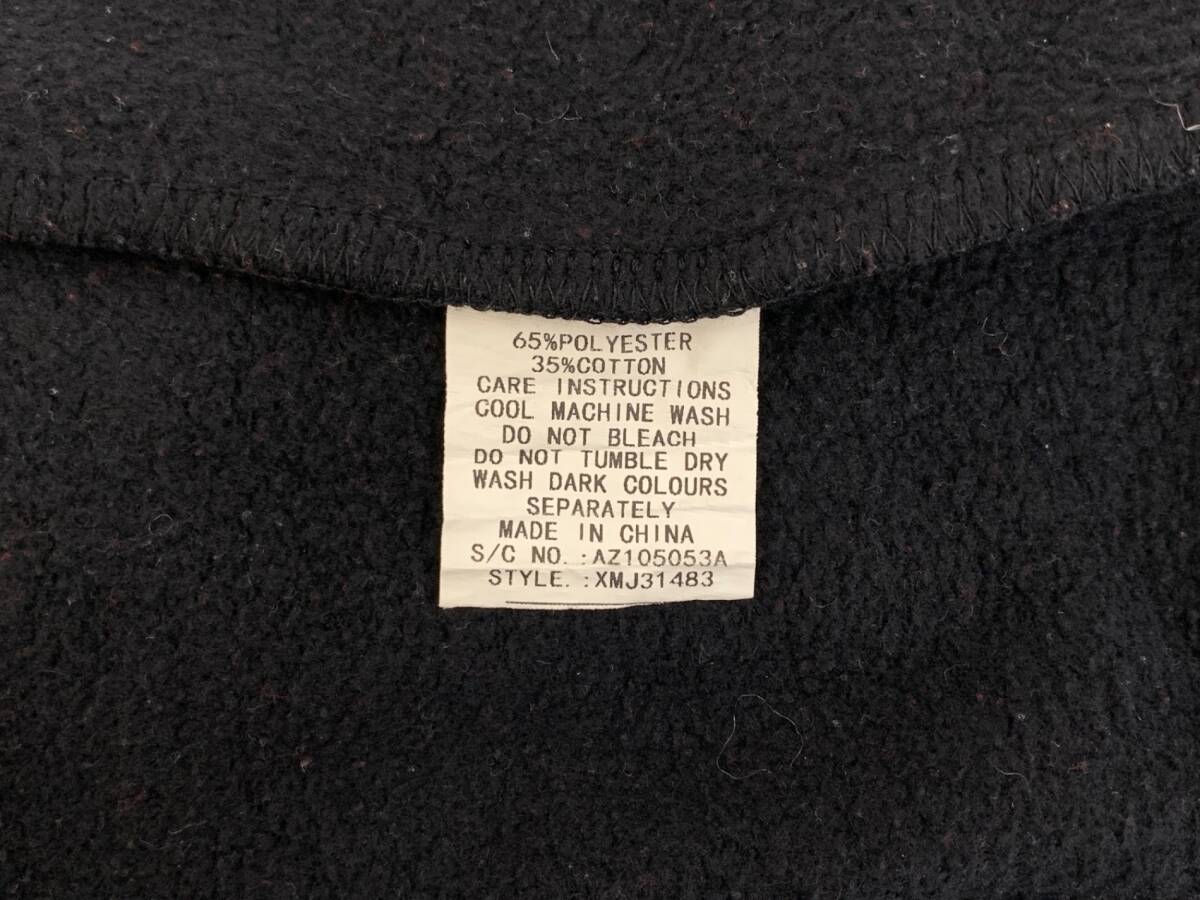 65%POLYESTER
35%COTTON
CARE INSTRUCTIONS
COOL MACHINE WASH
DO NOT BLEACH
DO NOT TUMBLE DRY
WASH DARK COLOURS
SEPARATELY
MADE IN CHINA
S/C NO.:AZ105053A
STYLE.:XMJ31483